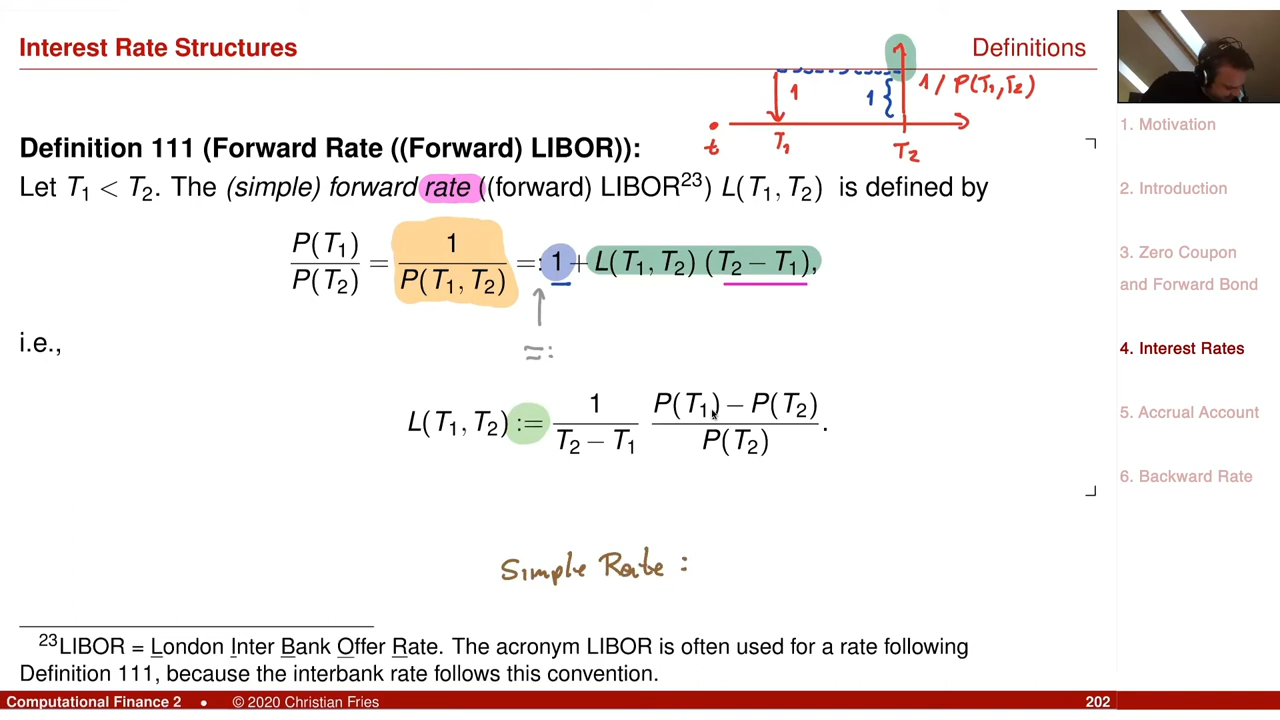 Interest Rate Structures
Definitions
1
1
1 / P(T₁, T₂)
t
T₁
T₂
Definition 111 (Forward Rate ((Forward) LIBOR)):
Let T₁ < T₂. The (simple) forward rate ((forward) LIBOR²³) L(T₁, T₂) is defined by
P(T₁) / P(T₂) = 1 / P(T₁, T₂) =: 1 + L(T₁, T₂) (T₂ − T₁),
=:
i.e.,
L(T₁, T₂) := 1 / (T₂ − T₁) (P(T₁) − P(T₂)) / P(T₂).
Simple Rate :
²³LIBOR = London Inter Bank Offer Rate. The acronym LIBOR is often used for a rate following
Definition 111, because the interbank rate follows this convention.
Computational Finance 2 • © 2020 Christian Fries
202
1. Motivation
2. Introduction
3. Zero Coupon
and Forward Bond
4. Interest Rates
5. Accrual Account
6. Backward Rate